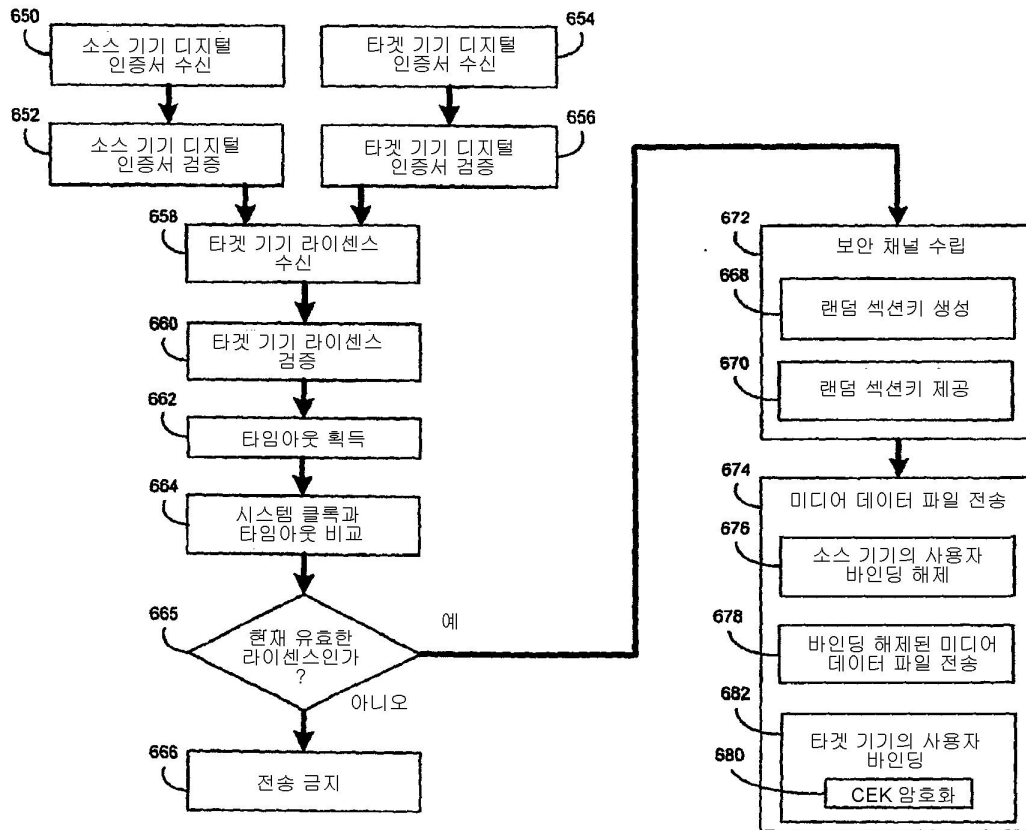 650
소스 기기 디지털
인증서 수신
654
타겟 기기 디지털
인증서 수신
652
소스 기기 디지털
인증서 검증
656
타겟 기기 디지털
인증서 검증
658
타겟 기기 라이센스
수신
660
타겟 기기 라이센스
검증
662
타임아웃 획득
664
시스템 클록과
타임아웃 비교
665
현재 유효한
라이센스인가
?
예
아니오
666
전송 금지
672
보안 채널 수립
668
랜덤 섹션키 생성
670
랜덤 섹션키 제공
674
미디어 데이터 파일 전송
676
소스 기기의 사용자
바인딩 해제
678
바인딩 해제된 미디어
데이터 파일 전송
682
타겟 기기의 사용자
바인딩
680
CEK 암호화